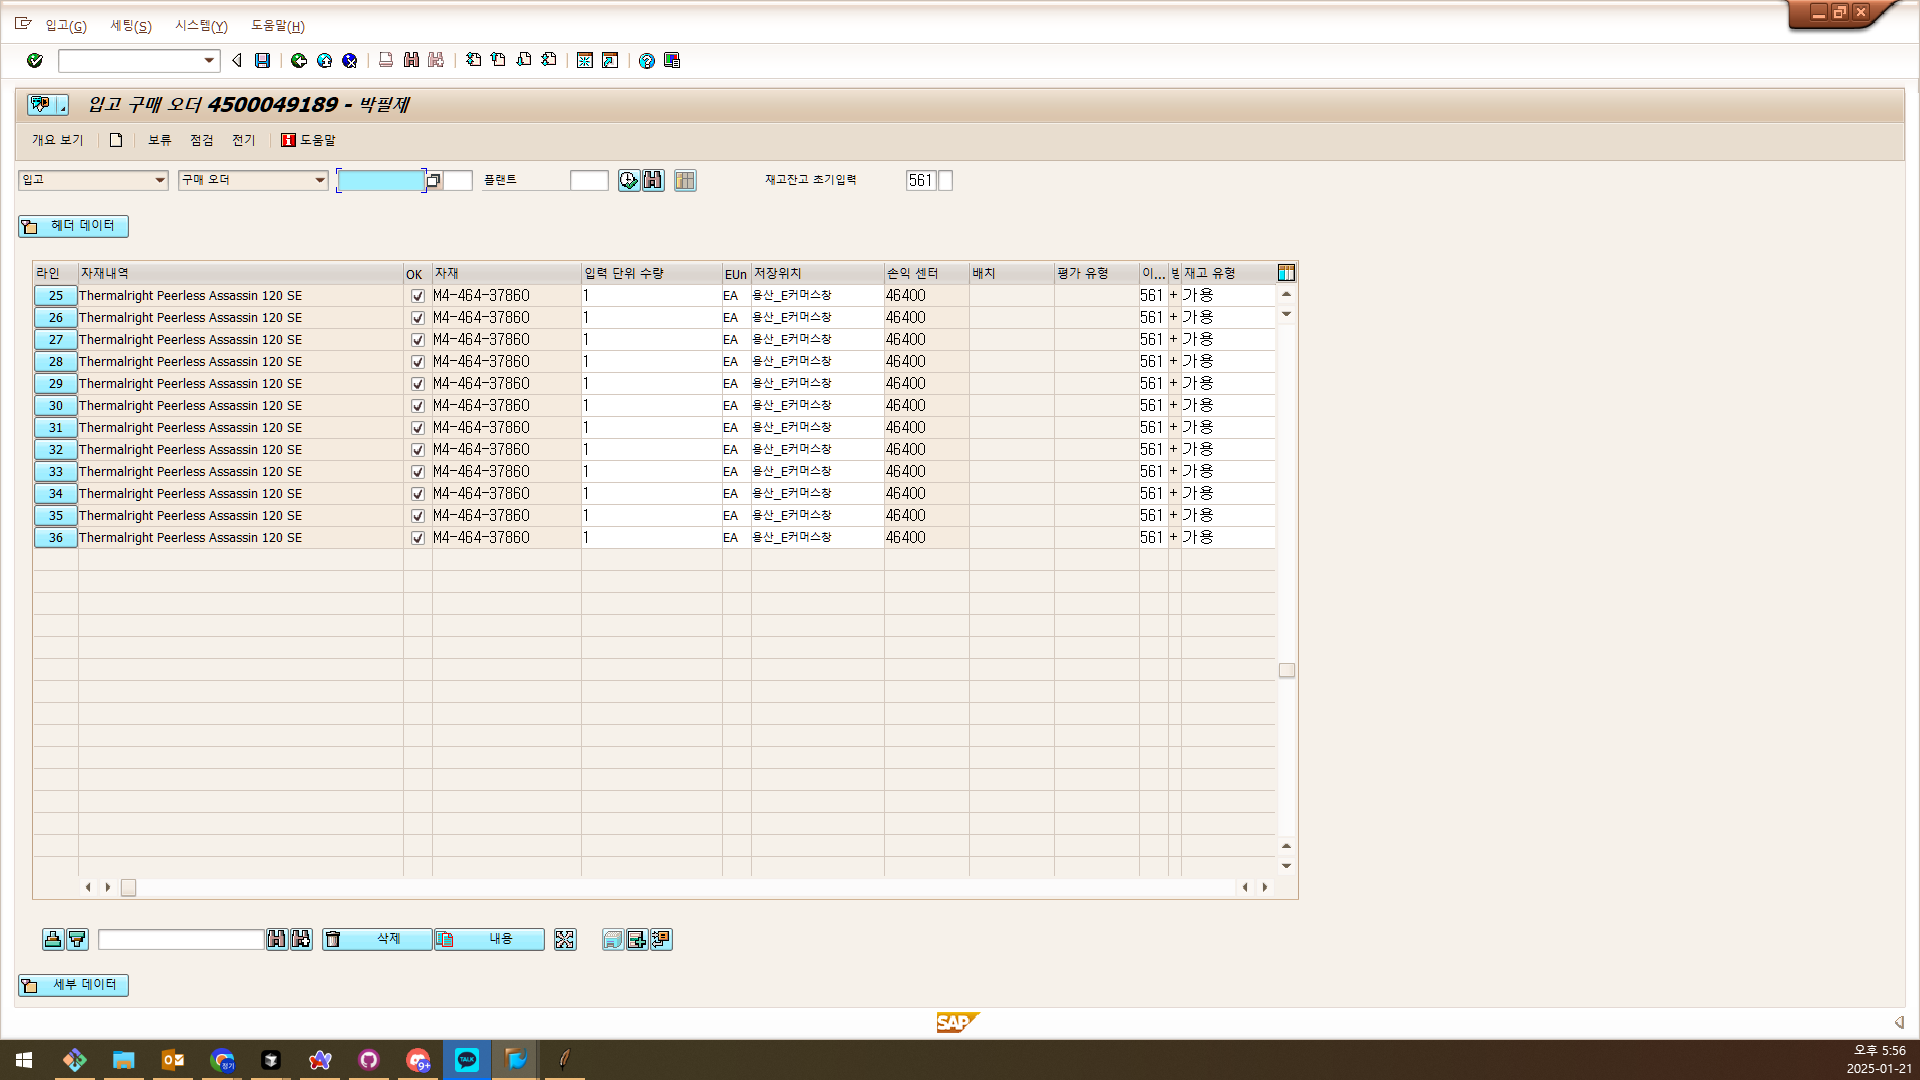 입고(G) 세팅(S) 시스템(Y) 도움말(H)
입고 구매 오더 4500049189 - 박필제
개요 보기 보류 점검 전기 도움말
입고 구매 오더 플랜트 재고잔고 초기입력 561
헤더 데이터
라인 자재내역 OK 자재 입력 단위 수량 EUn 저장위치 손익 센터 배치 평가 유형 이... 재고 유형
25 Thermalright Peerless Assassin 120 SE M4-464-37860 1 EA 용산_E커머스창 46400 561 + 가용
26 Thermalright Peerless Assassin 120 SE M4-464-37860 1 EA 용산_E커머스창 46400 561 + 가용
27 Thermalright Peerless Assassin 120 SE M4-464-37860 1 EA 용산_E커머스창 46400 561 + 가용
28 Thermalright Peerless Assassin 120 SE M4-464-37860 1 EA 용산_E커머스창 46400 561 + 가용
29 Thermalright Peerless Assassin 120 SE M4-464-37860 1 EA 용산_E커머스창 46400 561 + 가용
30 Thermalright Peerless Assassin 120 SE M4-464-37860 1 EA 용산_E커머스창 46400 561 + 가용
31 Thermalright Peerless Assassin 120 SE M4-464-37860 1 EA 용산_E커머스창 46400 561 + 가용
32 Thermalright Peerless Assassin 120 SE M4-464-37860 1 EA 용산_E커머스창 46400 561 + 가용
33 Thermalright Peerless Assassin 120 SE M4-464-37860 1 EA 용산_E커머스창 46400 561 + 가용
34 Thermalright Peerless Assassin 120 SE M4-464-37860 1 EA 용산_E커머스창 46400 561 + 가용
35 Thermalright Peerless Assassin 120 SE M4-464-37860 1 EA 용산_E커머스창 46400 561 + 가용
36 Thermalright Peerless Assassin 120 SE M4-464-37860 1 EA 용산_E커머스창 46400 561 + 가용
삭제 내용
세부 데이터
SAP
TALK
9+
오후 5:56
2025-01-21